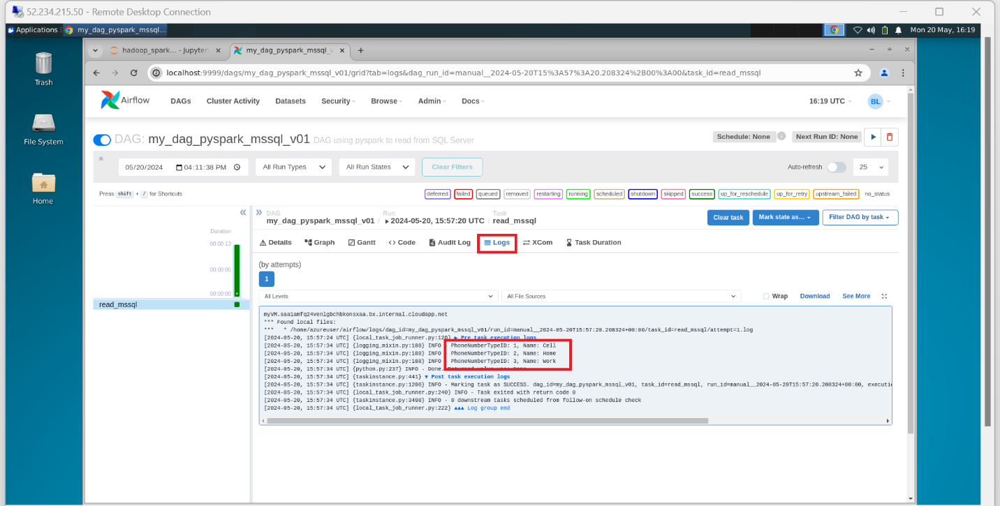 52.234.215.50 - Remote Desktop Connection
Applications my_dag_pyspark_mssql... Mon 20 May, 16:19
Trash
File System
Home
hadoop_spark... - Jupyter my_dag_pyspark_mssql_v
localhost:9999/dags/my_dag_pyspark_mssql_v01/grid?tab=logs&dag_run_id=manual__2024-05-20T15%3A57%3A20.208324%2B00%3A00&task_id=read_mssql
Airflow DAGs Cluster Activity Datasets Security Browse Admin Docs 16:19 UTC BL
DAG: my_dag_pyspark_mssql_v01 DAG using pyspark to read from SQL Server Schedule: None Next Run ID: None
05/20/2024 04:11:38 PM All Run Types All Run States Clear Filters Auto-refresh 25
Press shift + / for Shortcuts deferred failed queued removed restarting running scheduled shutdown skipped success up_for_reschedule up_for_retry upstream_failed no_status
Duration
00:00:13
00:00:06
00:00:00
read_mssql
DAG Run Task
my_dag_pyspark_mssql_v01 / 2024-05-20, 15:57:20 UTC / read_mssql
Clear task Mark state as... Filter DAG by task
Details Graph Gantt Code Audit Log Logs XCom Task Duration
(by attempts)
1
All Levels All File Sources Wrap Download See More
myVM.saaiamfq24venlgbchbkonsxaa.bx.internal.cloudapp.net
*** Found local files:
***   * /home/azureuser/airflow/logs/dag_id=my_dag_pyspark_mssql_v01/run_id=manual__2024-05-20T15:57:20.208324+00:00/task_id=read_mssql/attempt=1.log
[2024-05-20, 15:57:24 UTC] {local_task_job_runner.py:120} ▶ Pre task execution logs
[2024-05-20, 15:57:34 UTC] {logging_mixin.py:188} INFO - PhoneNumberTypeID: 1, Name: Cell
[2024-05-20, 15:57:34 UTC] {logging_mixin.py:188} INFO - PhoneNumberTypeID: 2, Name: Home
[2024-05-20, 15:57:34 UTC] {logging_mixin.py:188} INFO - PhoneNumberTypeID: 3, Name: Work
[2024-05-20, 15:57:34 UTC] {python.py:237} INFO - Done. Returned value was: None
[2024-05-20, 15:57:34 UTC] {taskinstance.py:441} ▼ Post task execution logs
[2024-05-20, 15:57:34 UTC] {taskinstance.py:1206} INFO - Marking task as SUCCESS. dag_id=my_dag_pyspark_mssql_v01, task_id=read_mssql, run_id=manual__2024-05-20T15:57:20.208324+00:00, executi
[2024-05-20, 15:57:34 UTC] {local_task_job_runner.py:240} INFO - Task exited with return code 0
[2024-05-20, 15:57:34 UTC] {taskinstance.py:3498} INFO - 0 downstream tasks scheduled from follow-on schedule check
[2024-05-20, 15:57:34 UTC] {local_task_job_runner.py:222} ▲▲▲ Log group end